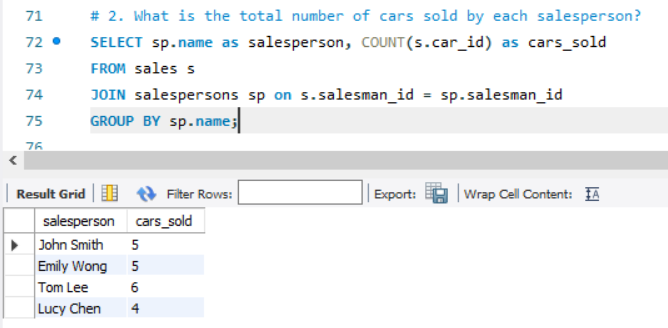 71 # 2. What is the total number of cars sold by each salesperson?
72 SELECT sp.name as salesperson, COUNT(s.car_id) as cars_sold
73 FROM sales s
74 JOIN salespersons sp on s.salesman_id = sp.salesman_id
75 GROUP BY sp.name;
76
Result Grid Filter Rows: Export: Wrap Cell Content: IA
salesperson cars_sold
John Smith 5
Emily Wong 5
Tom Lee 6
Lucy Chen 4